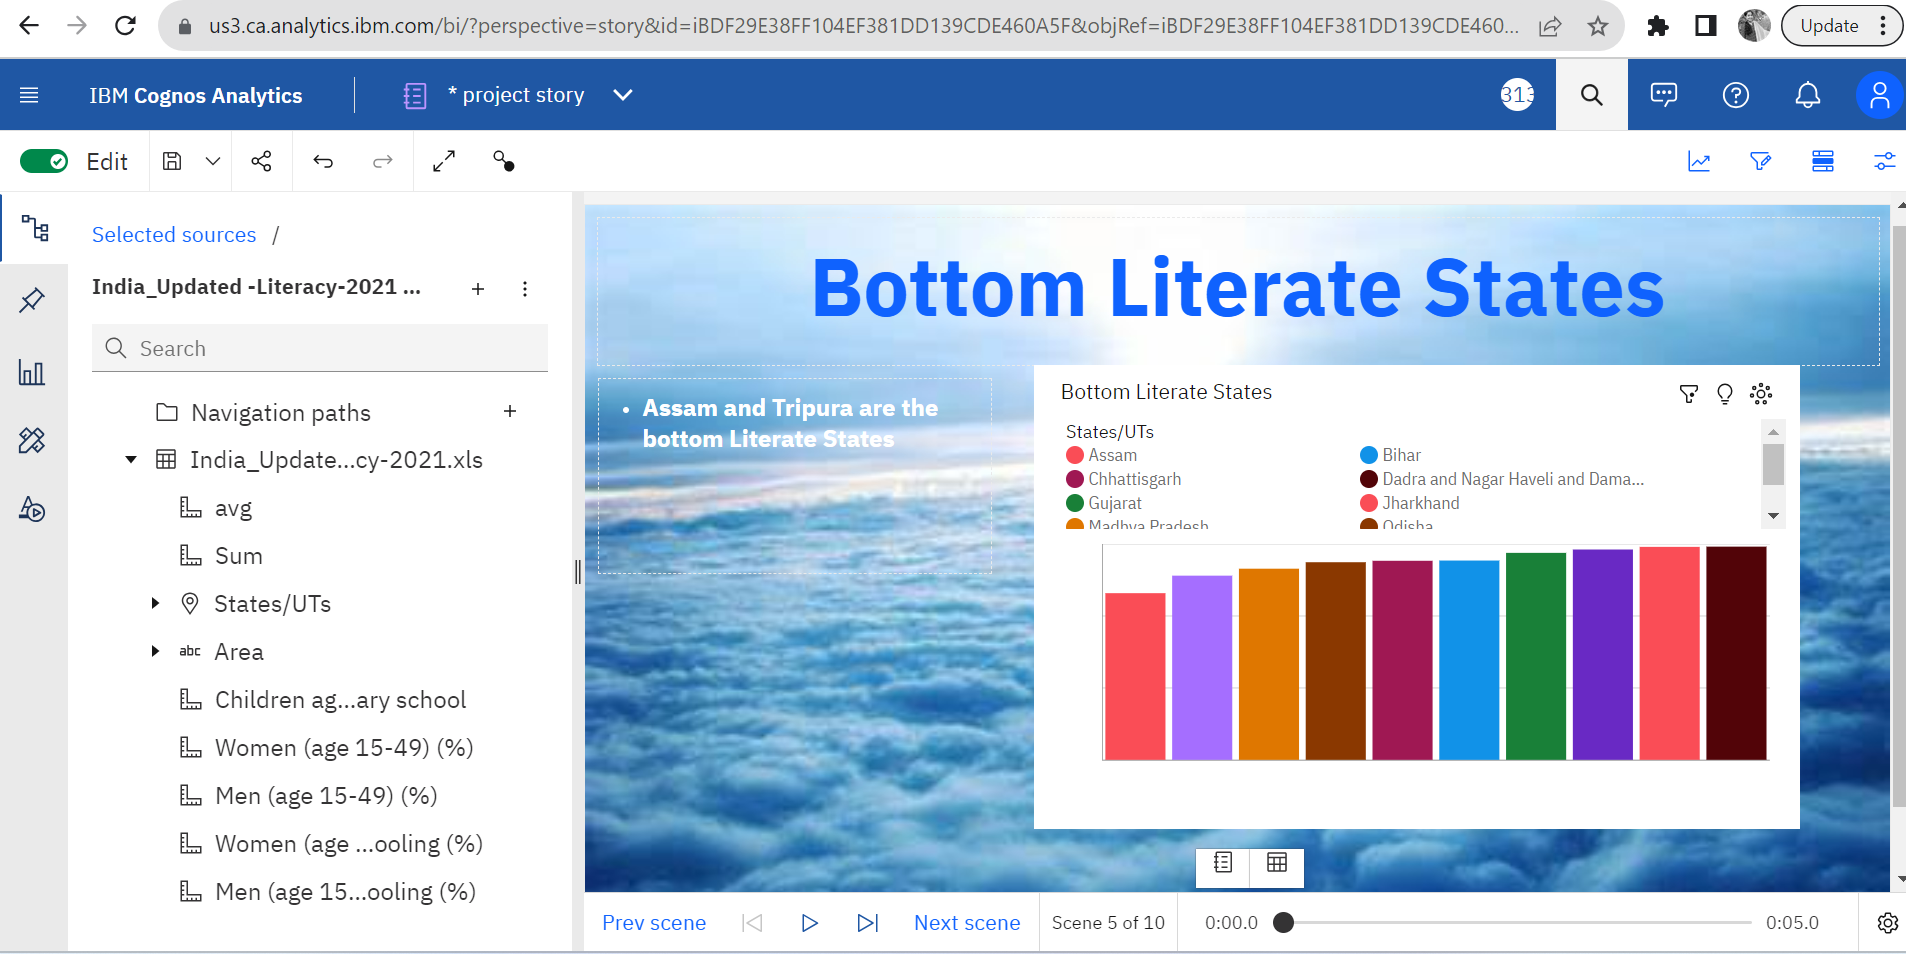 us3.ca.analytics.ibm.com/bi/?perspective=story&id=iBDF29E38FF104EF381DD139CDE460A5F&objRef=iBDF29E38FF104EF381DD139CDE460...
Update
IBM Cognos Analytics
* project story
313
Edit
Selected sources /
India_Updated -Literacy-2021 ...
Search
Navigation paths
India_Update...cy-2021.xls
avg
Sum
States/UTs
abc Area
Children ag...ary school
Women (age 15-49) (%)
Men (age 15-49) (%)
Women (age ...ooling (%)
Men (age 15...ooling (%)
Bottom Literate States
• Assam and Tripura are the
bottom Literate States
Bottom Literate States
States/UTs
Assam
Bihar
Chhattisgarh
Dadra and Nagar Haveli and Dama...
Gujarat
Jharkhand
Madhya Pradesh
Odisha
Prev scene
Next scene
Scene 5 of 10
0:00.0
0:05.0